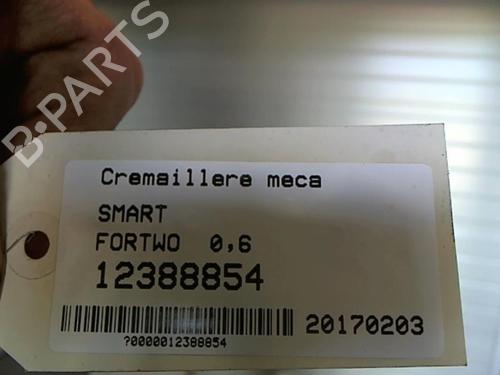 B-PARTS
Cremaillere meca
SMART
FORTWO 0,6
12388854
20170203
?0000012388854